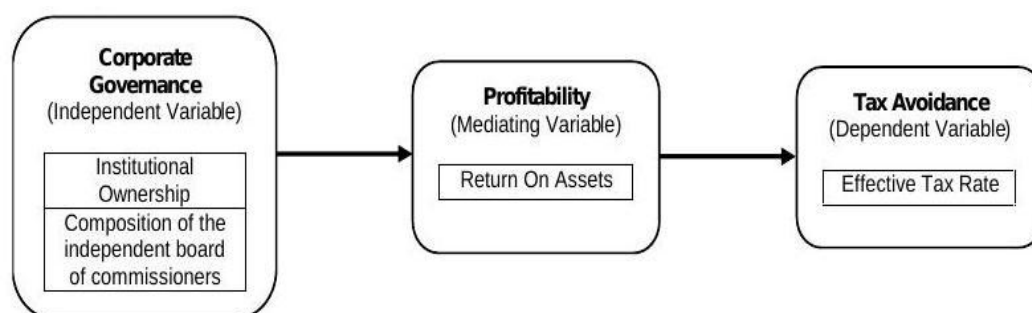 Corporate
Governance
(Independent Variable)
Institutional
Ownership
Composition of the
independent board
of commissioners
Profitability
(Mediating Variable)
Return On Assets
Tax Avoidance
(Dependent Variable)
Effective Tax Rate